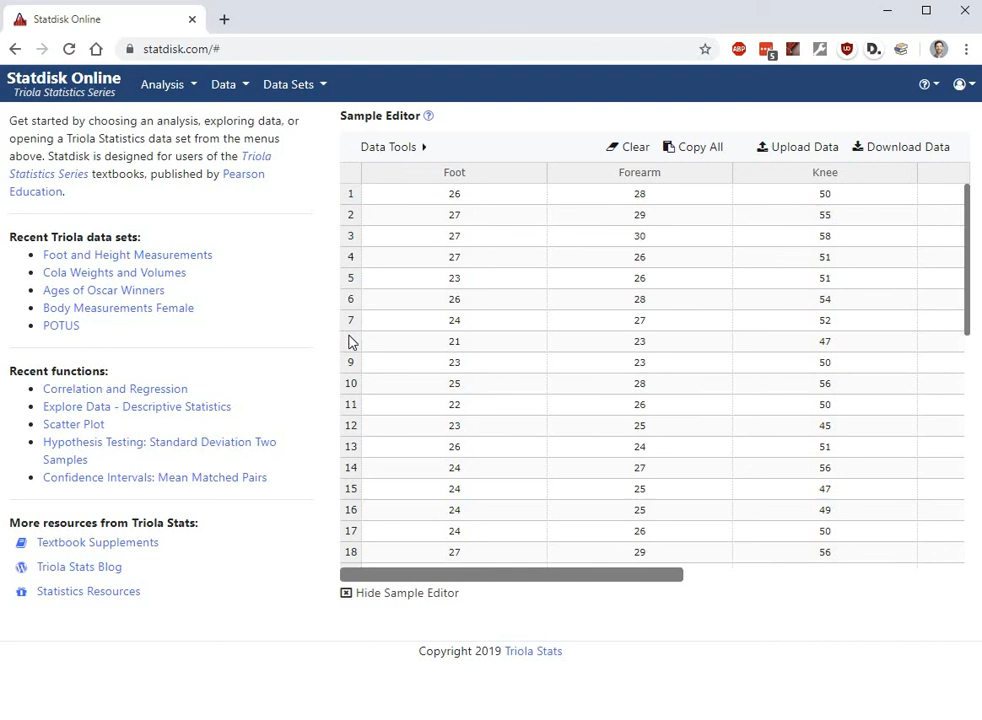 Statdisk Online
statdisk.com/#
ABP
5
UO
D.
Statdisk Online
Triola Statistics Series
Analysis
Data
Data Sets
Get started by choosing an analysis, exploring data, or
opening a Triola Statistics data set from the menus
above. Statdisk is designed for users of the Triola
Statistics Series textbooks, published by Pearson
Education.
Recent Triola data sets:
Foot and Height Measurements
Cola Weights and Volumes
Ages of Oscar Winners
Body Measurements Female
POTUS
Recent functions:
Correlation and Regression
Explore Data - Descriptive Statistics
Scatter Plot
Hypothesis Testing: Standard Deviation Two
Samples
Confidence Intervals: Mean Matched Pairs
More resources from Triola Stats:
Textbook Supplements
Triola Stats Blog
Statistics Resources
Sample Editor
Data Tools
Clear
Copy All
Upload Data
Download Data
Foot Forearm Knee
1 26 28 50
2 27 29 55
3 27 30 58
4 27 26 51
5 23 26 51
6 26 28 54
7 24 27 52
21 23 47
9 23 23 50
10 25 28 56
11 22 26 50
12 23 25 45
13 26 24 51
14 24 27 56
15 24 25 47
16 24 25 49
17 24 26 50
18 27 29 56
Hide Sample Editor
Copyright 2019 Triola Stats